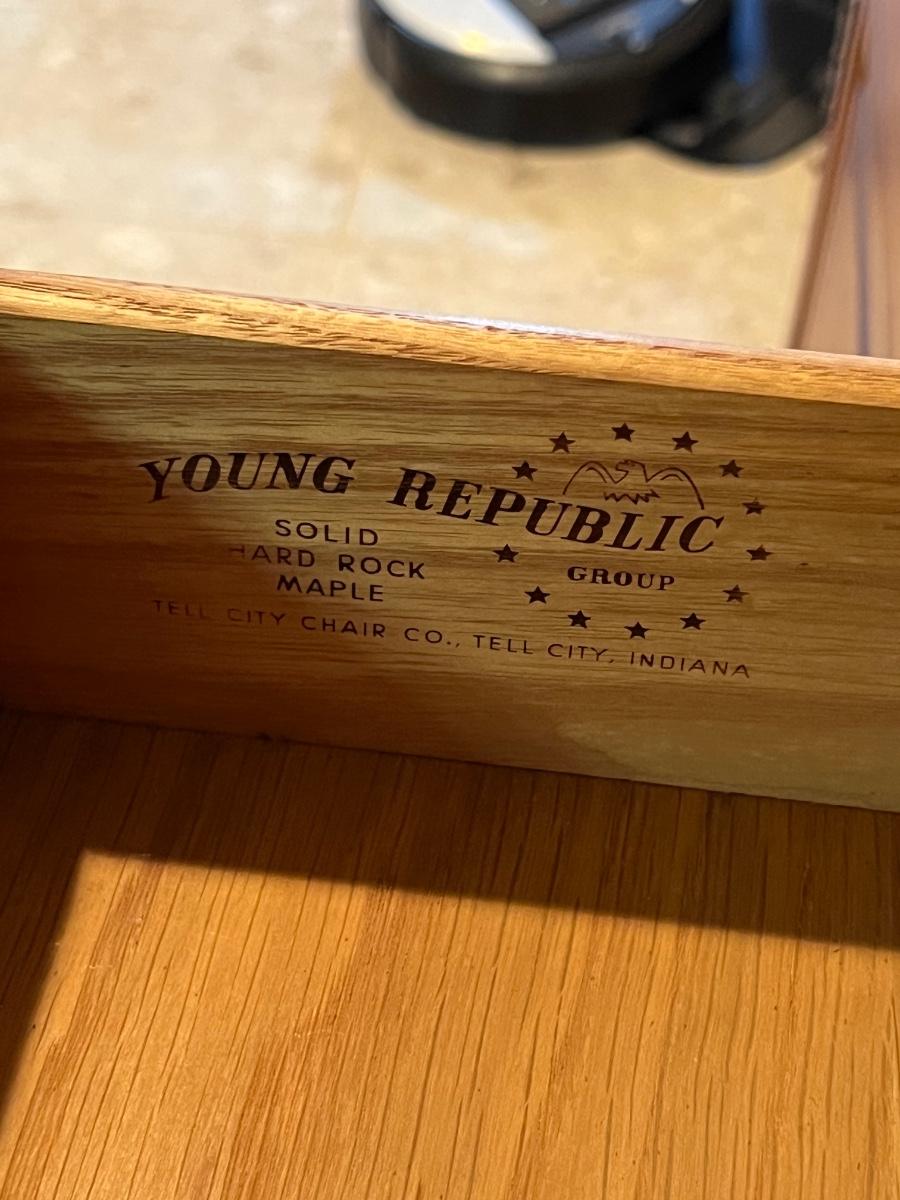 YOUNG REPUBLIC
GROUP
SOLID
HARD ROCK
MAPLE
TELL CITY CHAIR CO., TELL CITY, INDIANA